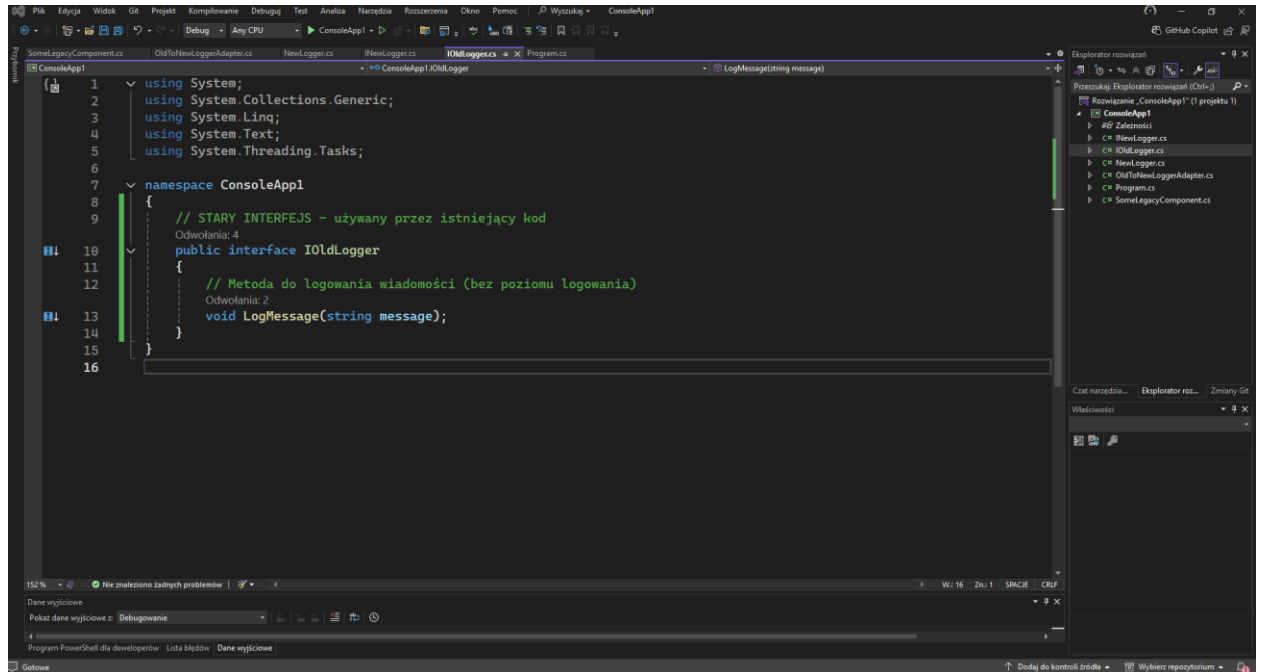 Plik Edycja Widok Git Projekt Kompilowanie Debuguj Test Analiza Narzędzia Rozszerzenia Okno Pomoc Wyszukaj ConsoleApp1
Debug Any CPU ConsoleApp1 GitHub Copilot
Przybornik
SomeLegacyComponent.cs OldToNewLoggerAdapter.cs NewLogger.cs INewLogger.cs IOldLogger.cs Program.cs
ConsoleApp1 ConsoleApp1.IOldLogger LogMessage(string message)
1 using System;
2 using System.Collections.Generic;
3 using System.Linq;
4 using System.Text;
5 using System.Threading.Tasks;
6
7 namespace ConsoleApp1
8 {
9 // STARY INTERFEJS – używany przez istniejący kod
Odwołania: 4
10 public interface IOldLogger
11 {
12 // Metoda do logowania wiadomości (bez poziomu logowania)
Odwołania: 2
13 void LogMessage(string message);
14 }
15 }
16
152 % Nie znaleziono żadnych problemów W.: 16 Zn.: 1 SPACJE CRLF
Dane wyjściowe
Pokaż dane wyjściowe z: Debugowanie
Program PowerShell dla deweloperów Lista błędów Dane wyjściowe
Eksplorator rozwiązań
Przeszukaj: Eksplorator rozwiązań (Ctrl+;)
Rozwiązanie „ConsoleApp1” (1 projektu 1)
ConsoleApp1
Zależności
C# INewLogger.cs
C# IOldLogger.cs
C# NewLogger.cs
C# OldToNewLoggerAdapter.cs
C# Program.cs
C# SomeLegacyComponent.cs
Czat narzędzia... Eksplorator roz... Zmiany Git
Właściwości
Gotowe Dodaj do kontroli źródła Wybierz repozytorium